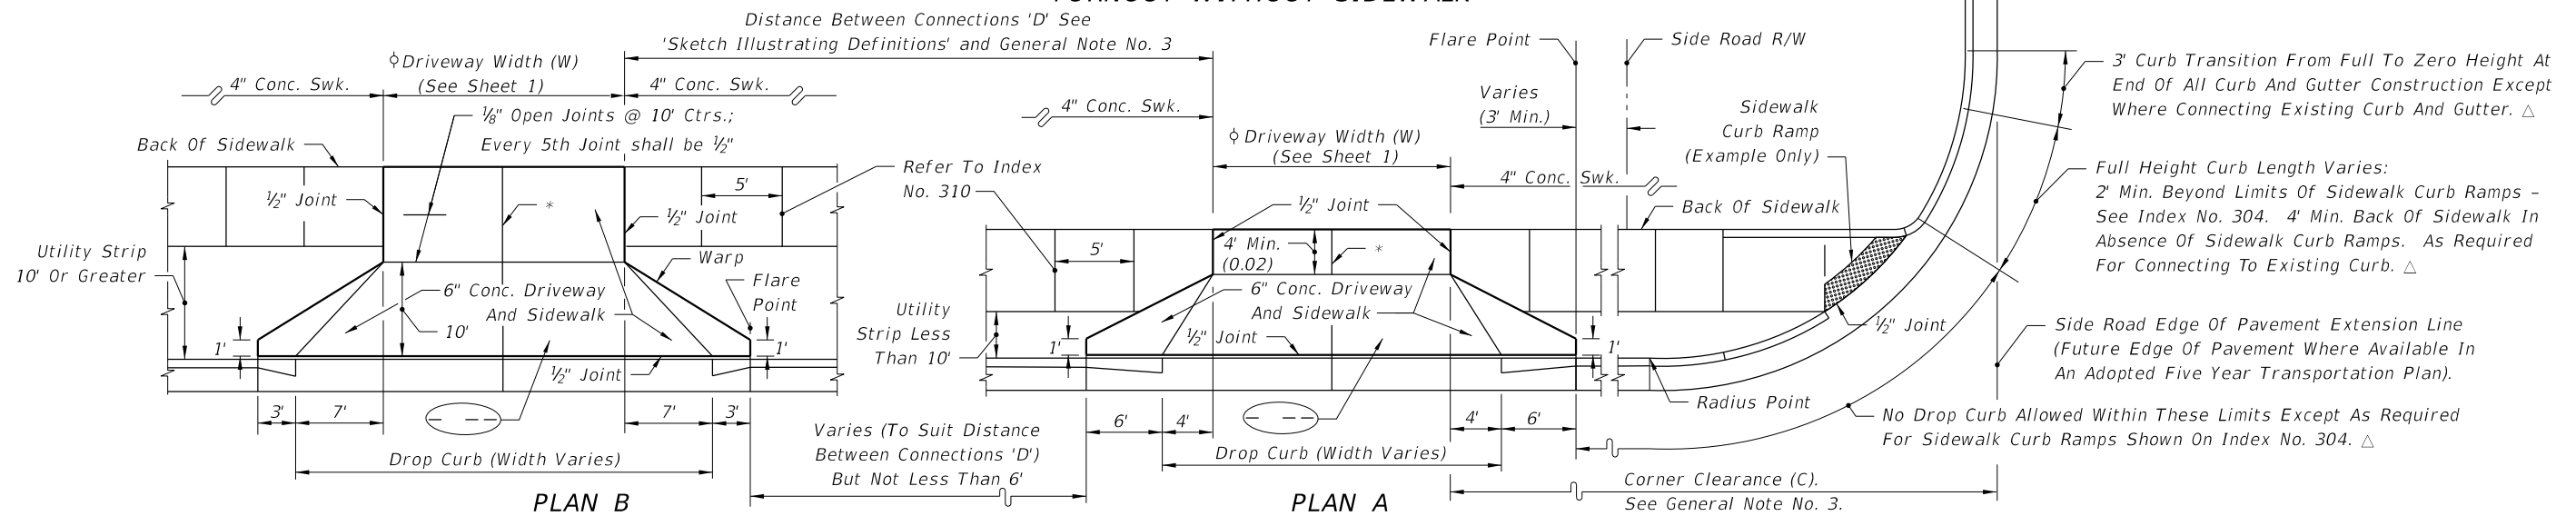 TURNOUT WITHOUT SIDEWALK
Distance Between Connections 'D' See
'Sketch Illustrating Definitions' and General Note No. 3
Driveway Width (W)
(See Sheet 1)
4" Conc. Swk.
4" Conc. Swk.
⅛" Open Joints @ 10' Ctrs.;
Every 5th Joint shall be ½"
Back Of Sidewalk
½" Joint
*
5'
½" Joint
Refer To Index
No. 310
Utility Strip
10' Or Greater
Warp
Flare
Point
6" Conc. Driveway
And Sidewalk
10'
1'
1'
½" Joint
3'
7'
7'
3'
Drop Curb (Width Varies)
PLAN B
Varies (To Suit Distance
Between Connections 'D')
But Not Less Than 6'
4" Conc. Swk.
Driveway Width (W)
(See Sheet 1)
4" Conc. Swk.
Flare Point
Side Road R/W
Varies
(3' Min.)
Sidewalk
Curb Ramp
(Example Only)
½" Joint
Back Of Sidewalk
5'
4' Min.
(0.02)
*
Utility
Strip Less
Than 10'
6" Conc. Driveway
And Sidewalk
½" Joint
1'
1'
½" Joint
Radius Point
6'
4'
4'
6'
Drop Curb (Width Varies)
PLAN A
Corner Clearance (C).
See General Note No. 3.
3' Curb Transition From Full To Zero Height At
End Of All Curb And Gutter Construction Except
Where Connecting Existing Curb And Gutter. △
Full Height Curb Length Varies:
2' Min. Beyond Limits Of Sidewalk Curb Ramps –
See Index No. 304. 4' Min. Back Of Sidewalk In
Absence Of Sidewalk Curb Ramps. As Required
For Connecting To Existing Curb. △
Side Road Edge Of Pavement Extension Line
(Future Edge Of Pavement Where Available In
An Adopted Five Year Transportation Plan).
No Drop Curb Allowed Within These Limits Except As Required
For Sidewalk Curb Ramps Shown On Index No. 304. △